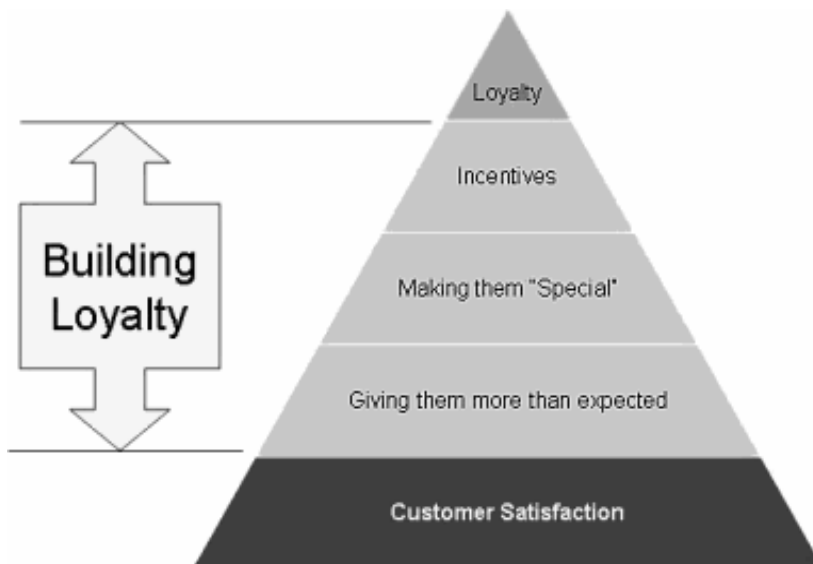 Loyalty
Incentives
Making them "Special"
Giving them more than expected
Customer Satisfaction
Building
Loyalty